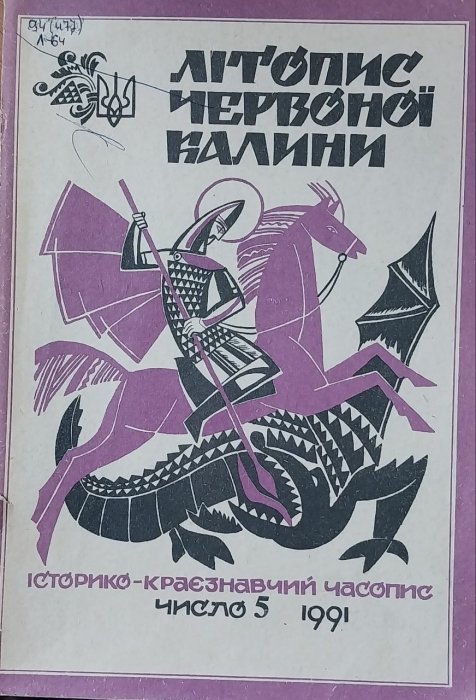 94(477)
Л-64
ЛІТОПИС
ЧЕРВОНОЇ
КАЛИНИ
ІСТОРИКО-КРАЄЗНАВЧИЙ ЧАСОПИС
ЧИСЛО 5 1991